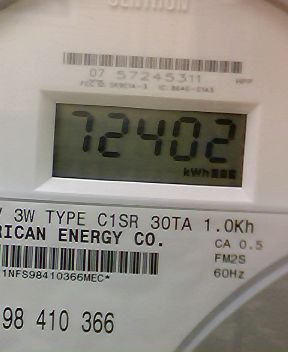 CENTRON
07 57245311
72402
kWh
3W TYPE C1SR 30TA 1.0Kh
RICAN ENERGY CO.
CA 0.5
FM2S
60Hz
1NFS98410366MEC*
98 410 366